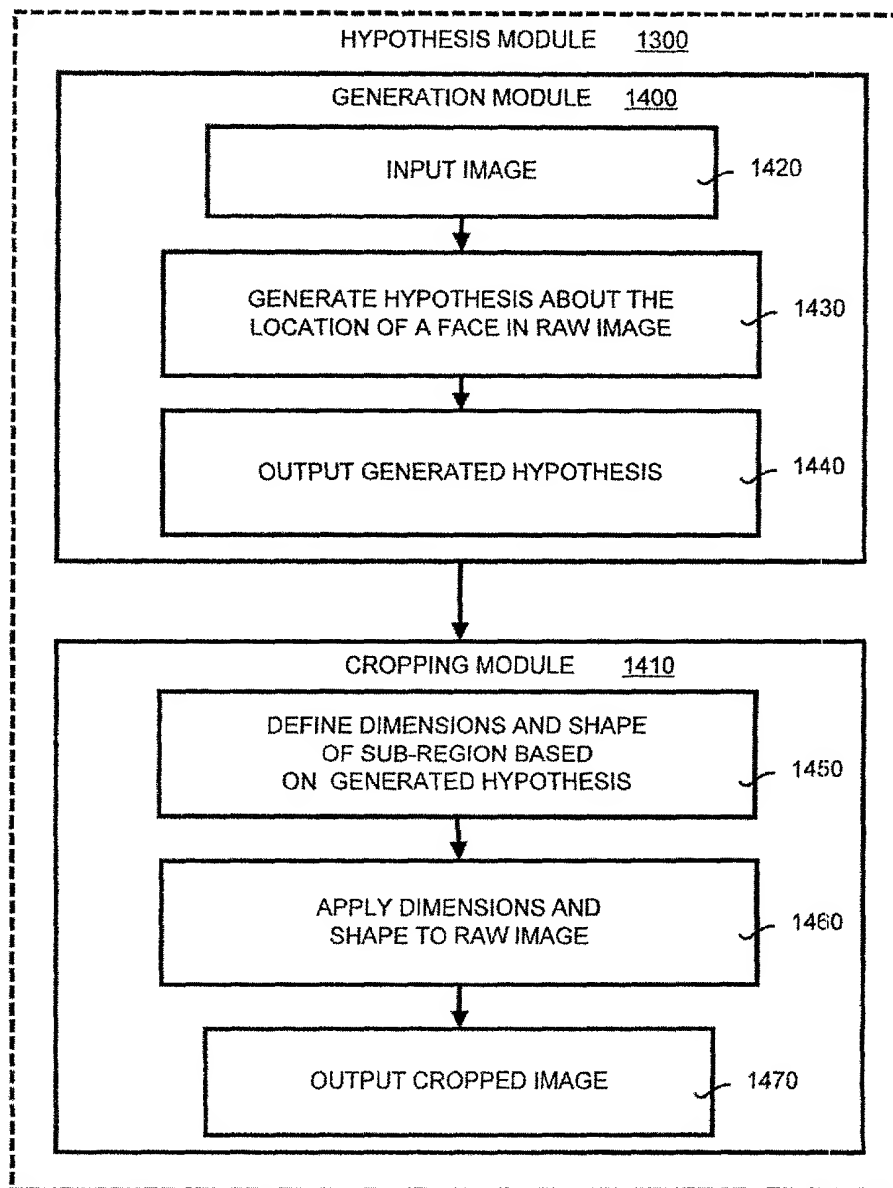 HYPOTHESIS MODULE 1300
GENERATION MODULE 1400
INPUT IMAGE
1420
GENERATE HYPOTHESIS ABOUT THE
LOCATION OF A FACE IN RAW IMAGE
1430
OUTPUT GENERATED HYPOTHESIS
1440
CROPPING MODULE 1410
DEFINE DIMENSIONS AND SHAPE
OF SUB-REGION BASED
ON GENERATED HYPOTHESIS
1450
APPLY DIMENSIONS AND
SHAPE TO RAW IMAGE
1460
OUTPUT CROPPED IMAGE
1470